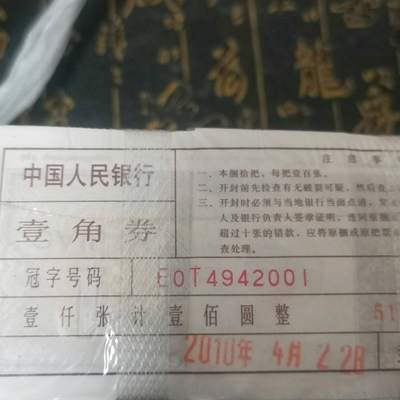 中国人民银行
壹角券
冠字号码 E0T4942001
壹仟张计壹佰圆整 51
2010年 4月 2 2日
注意事
一、本捆拾把、每把壹百张。
二、开封前先检查有无破裂可疑，然后查
三、开封时必须与当地银行当面点清，发
人及银行负责人签章证明，连同原捆
超过十张的错款，应将原捆或原把票
查处理。
龍